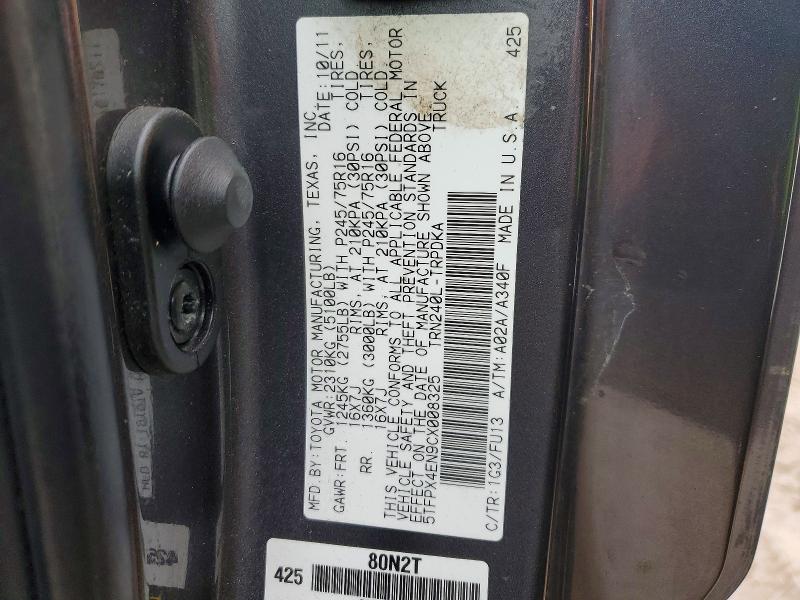 MFD.BY:TOYOTA MOTOR MANUFACTURING, TEXAS, INC. DATE:10/11
GVWR:2310KG (5100LB)
GAWR:FRT. 1245KG (2755LB) WITH P245/75R16 TIRES,
16X7J RIMS, AT 210KPA (30PSI) COLD
RR. 1360KG (3000LB) WITH P245/75R16 TIRES,
16X7J RIMS, AT 210KPA (30PSI) COLD
THIS VEHICLE CONFORMS TO ALL APPLICABLE FEDERAL MOTOR
VEHICLE SAFETY AND THEFT PREVENTION STANDARDS IN
EFFECT ON THE DATE OF MANUFACTURE SHOWN ABOVE.
5TFPX4EN9CX008325 TRN240L-TRPDKA TRUCK
C/TR:1G3/FU13 A/TM:A02A/A340F MADE IN U.S.A. 425
80N2T
425